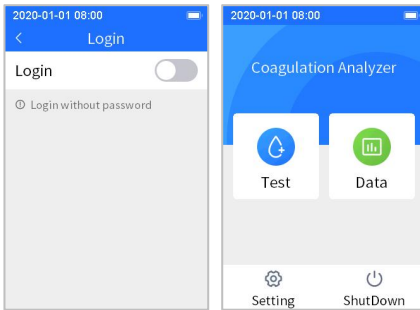 2020-01-01 08:00
Login
Login
Login without password
2020-01-01 08:00
Coagulation Analyzer
Test
Data
Setting
ShutDown